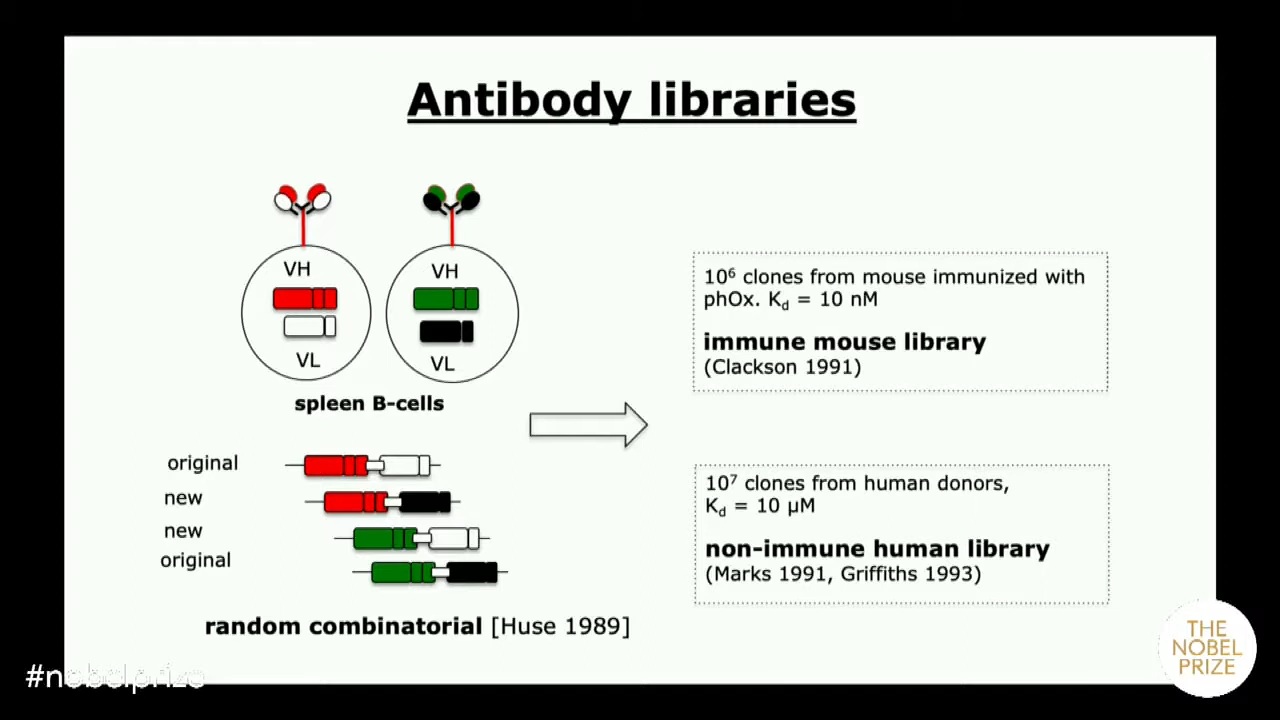 Antibody libraries
VH
VH
VL
VL
spleen B-cells
original
new
new
original
random combinatorial [Huse 1989]
10⁶ clones from mouse immunized with
phOx. Kd = 10 nM
immune mouse library
(Clackson 1991)
10⁷ clones from human donors,
Kd = 10 µM
non-immune human library
(Marks 1991, Griffiths 1993)
#nobelprize
THE
NOBEL
PRIZE